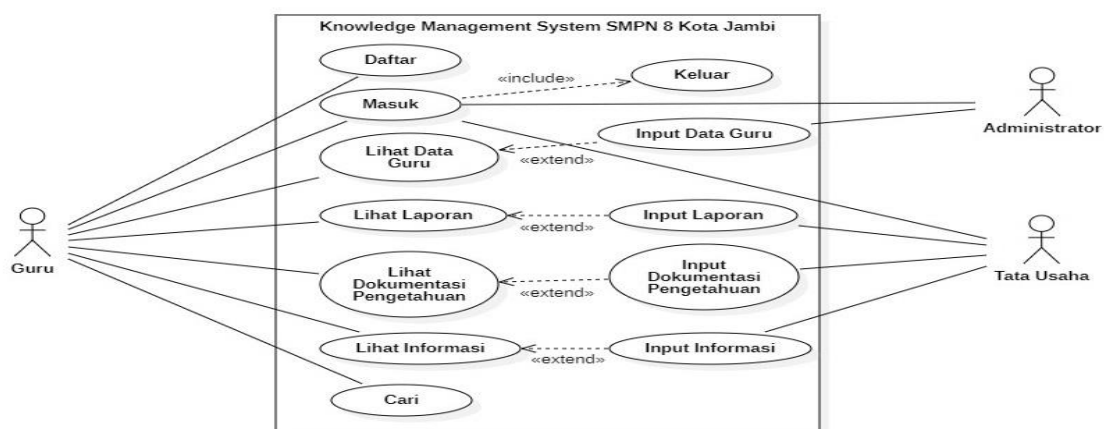 Knowledge Management System SMPN 8 Kota Jambi
Daftar
«include»
Keluar
Masuk
Administrator
Input Data Guru
Lihat Data
Guru
«extend»
Lihat Laporan
Input Laporan
«extend»
Guru
Tata Usaha
Lihat
Dokumentasi
Pengetahuan
Input
Dokumentasi
Pengetahuan
«extend»
Lihat Informasi
Input Informasi
«extend»
Cari